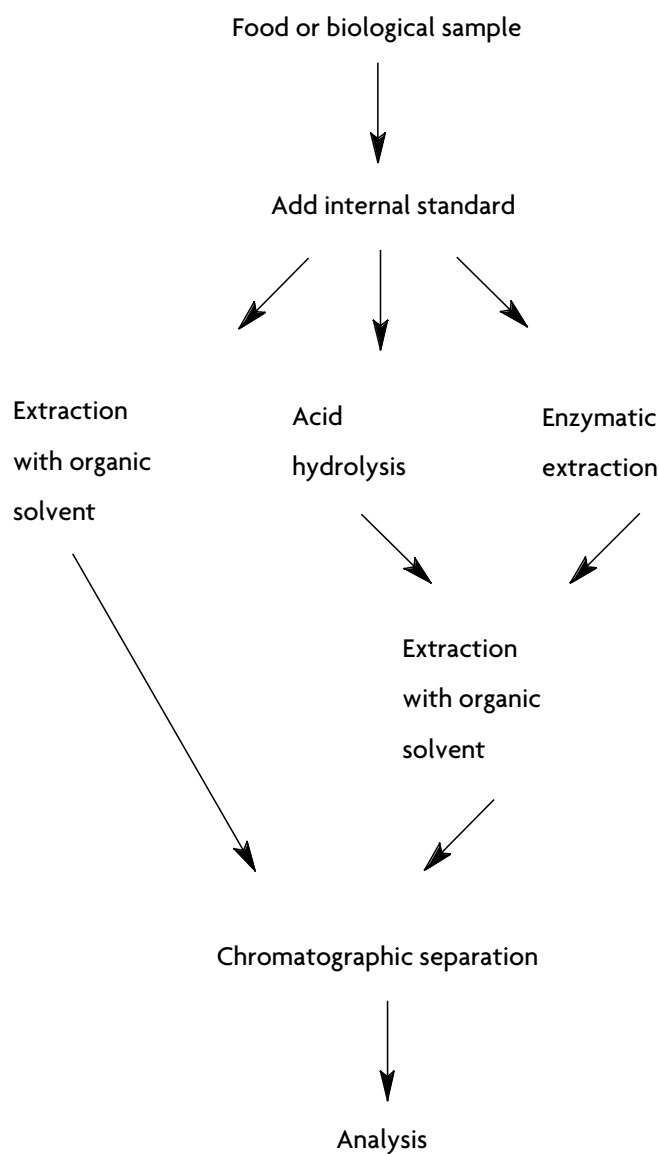 Food or biological sample
Add internal standard
Extraction
with organic
solvent
Acid
hydrolysis
Enzymatic
extraction
Extraction
with organic
solvent
Chromatographic separation
Analysis